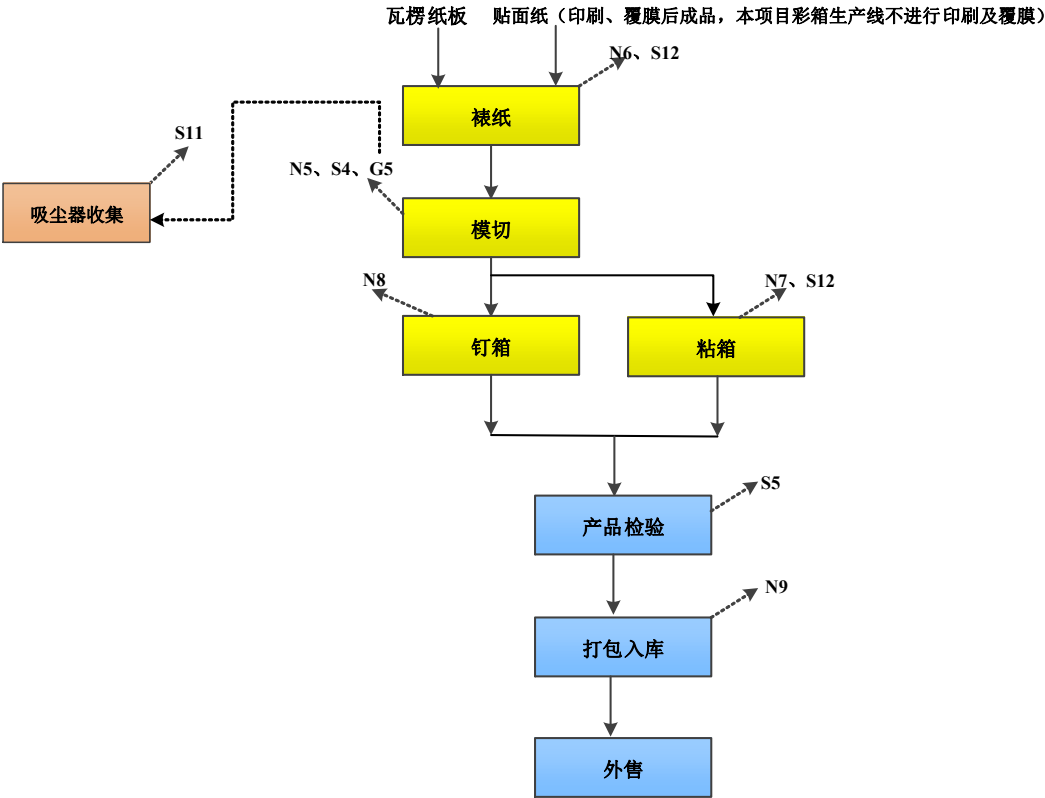 瓦楞纸板
贴面纸（印刷、覆膜后成品，本项目彩箱生产线不进行印刷及覆膜）
N6、S12
裱纸
S11
N5、S4、G5
吸尘器收集
模切
N8
N7、S12
钉箱
粘箱
S5
产品检验
N9
打包入库
外售